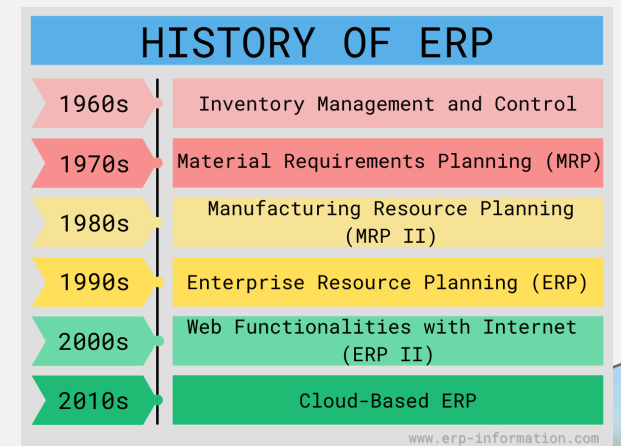 HISTORY OF ERP
1960s
Inventory Management and Control
1970s
Material Requirements Planning (MRP)
1980s
Manufacturing Resource Planning
(MRP II)
1990s
Enterprise Resource Planning (ERP)
2000s
Web Functionalities with Internet
(ERP II)
2010s
Cloud-Based ERP
www.erp-information.com